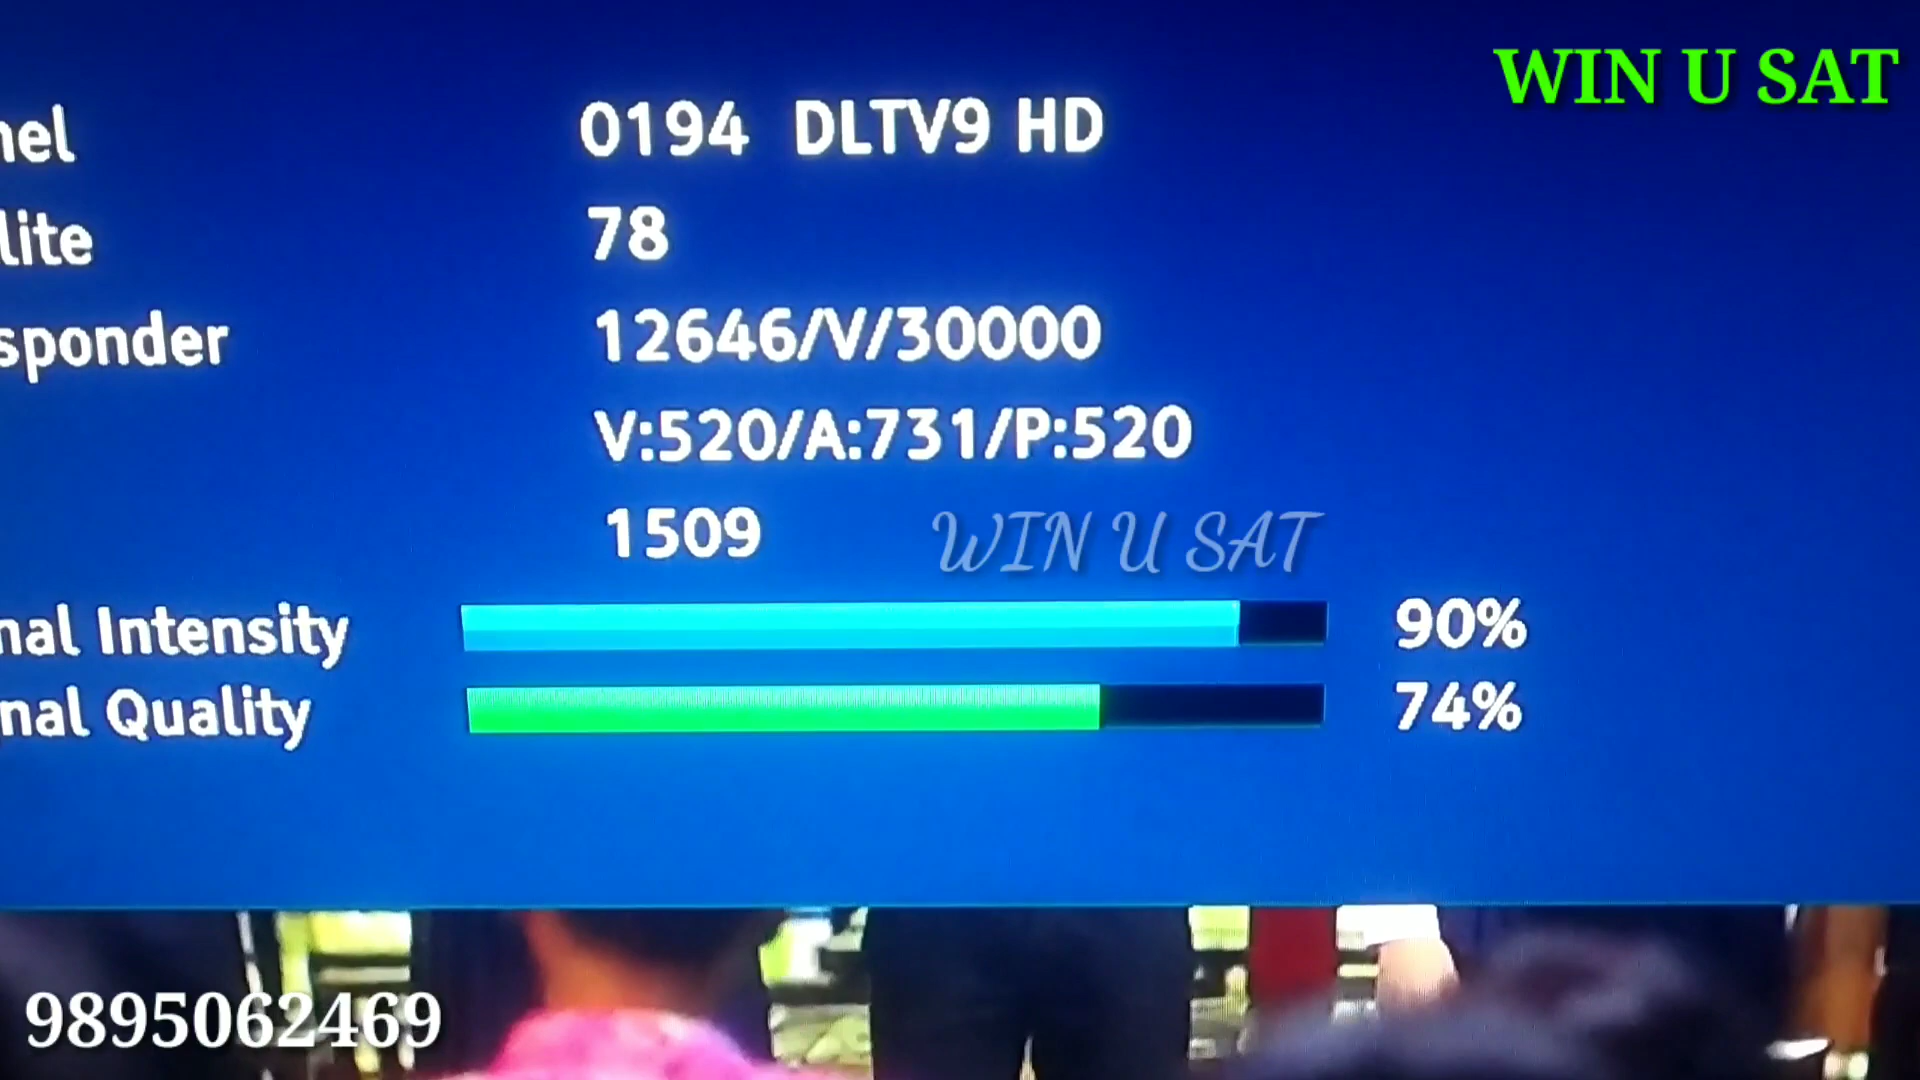 WIN U SAT
nel 0194 DLTV9 HD
lite 78
sponder 12646/V/30000
V:520/A:731/P:520
1509
WIN U SAT
nal Intensity 90%
nal Quality 74%
9895062469